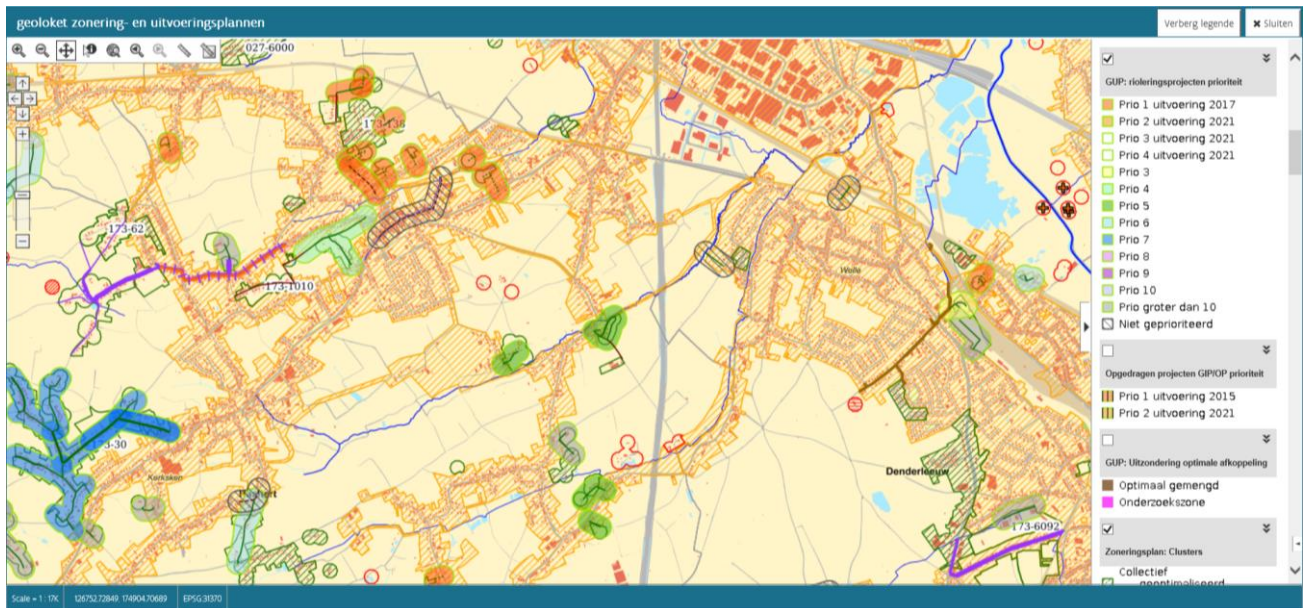 geoloket zonering- en uitvoeringsplannen
Verberg legende
✖ Sluiten
027-6000
173-138
173-62
173-1010
173-30
Kerksken
Welle
Denderleeuw
173-6092
GUP: rioleringsprojecten prioriteit
Prio 1 uitvoering 2017
Prio 2 uitvoering 2021
Prio 3 uitvoering 2021
Prio 4 uitvoering 2021
Prio 3
Prio 4
Prio 5
Prio 6
Prio 7
Prio 8
Prio 9
Prio 10
Prio groter dan 10
Niet geprioriteerd
Opgedragen projecten GIP/OP prioriteit
Prio 1 uitvoering 2015
Prio 2 uitvoering 2021
GUP: Uitzondering optimale afkoppeling
Optimaal gemengd
Onderzoekszone
Zoneringsplan: Clusters
Collectief
geoptimaliseerd
Scale = 1 : 17K
126752.72849, 174904.70689
EPSG:31370